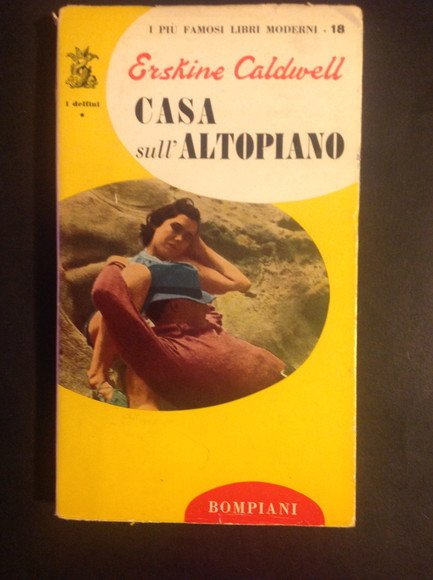 I PIÙ FAMOSI LIBRI MODERNI - 18
i delfini
*
Erskine Caldwell
CASA
sull'ALTOPIANO
BOMPIANI